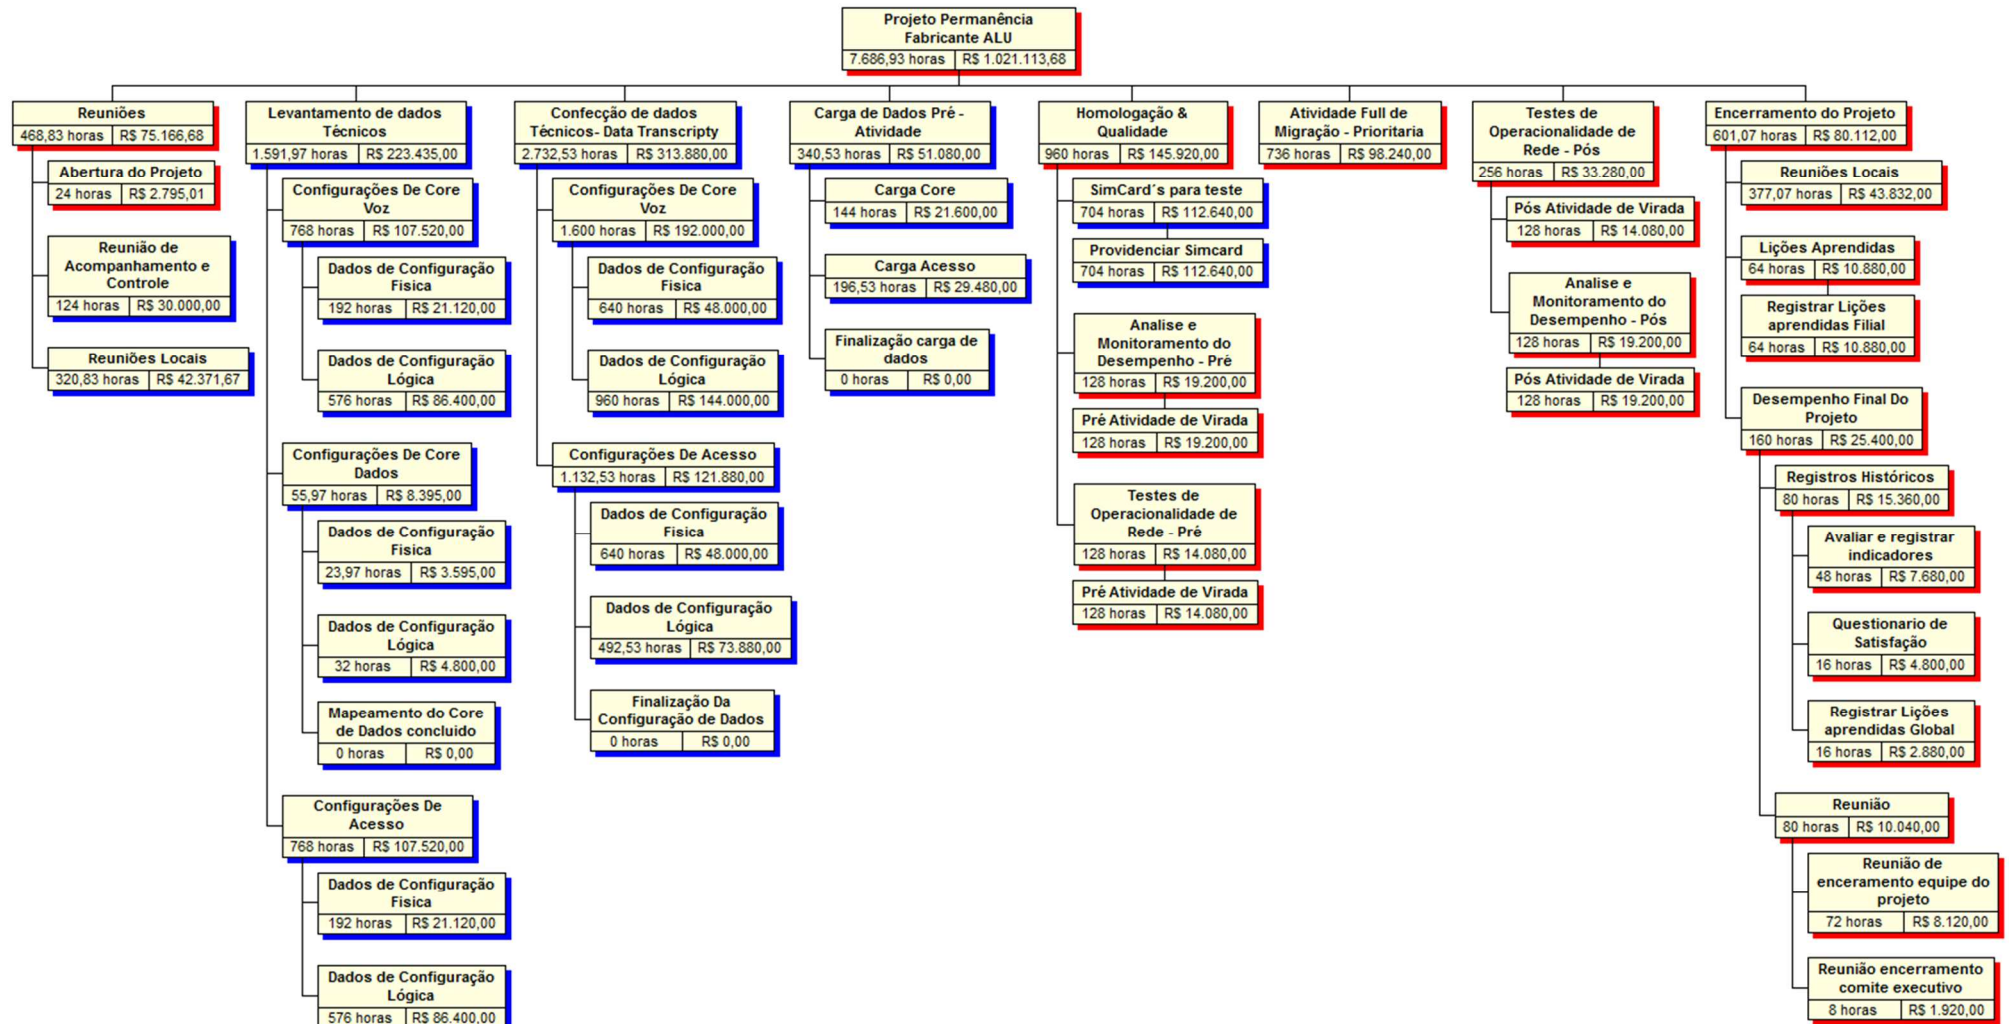 Projeto Permanência
Fabricante ALU
7.686,93 horas R$ 1.021.113,68
Reuniões
468,83 horas R$ 75.166,68
Abertura do Projeto
24 horas R$ 2.795,01
Reunião de
Acompanhamento e
Controle
124 horas R$ 30.000,00
Reuniões Locais
320,83 horas R$ 42.371,67
Levantamento de dados
Técnicos
1.591,97 horas R$ 223.435,00
Configurações De Core
Voz
768 horas R$ 107.520,00
Dados de Configuração
Fisica
192 horas R$ 21.120,00
Dados de Configuração
Lógica
576 horas R$ 86.400,00
Configurações De Core
Dados
55,97 horas R$ 8.395,00
Dados de Configuração
Fisica
23,97 horas R$ 3.595,00
Dados de Configuração
Lógica
32 horas R$ 4.800,00
Mapeamento do Core
de Dados concluido
0 horas R$ 0,00
Configurações De
Acesso
768 horas R$ 107.520,00
Dados de Configuração
Fisica
192 horas R$ 21.120,00
Dados de Configuração
Lógica
576 horas R$ 86.400,00
Confecção de dados
Técnicos- Data Transcripty
2.732,53 horas R$ 313.880,00
Configurações De Core
Voz
1.600 horas R$ 192.000,00
Dados de Configuração
Fisica
640 horas R$ 48.000,00
Dados de Configuração
Lógica
960 horas R$ 144.000,00
Configurações De Acesso
1.132,53 horas R$ 121.880,00
Dados de Configuração
Fisica
640 horas R$ 48.000,00
Dados de Configuração
Lógica
492,53 horas R$ 73.880,00
Finalização Da
Configuração de Dados
0 horas R$ 0,00
Carga de Dados Pré -
Atividade
340,53 horas R$ 51.080,00
Carga Core
144 horas R$ 21.600,00
Carga Acesso
196,53 horas R$ 29.480,00
Finalização carga de
dados
0 horas R$ 0,00
Homologação &
Qualidade
960 horas R$ 145.920,00
SimCard´s para teste
704 horas R$ 112.640,00
Providenciar Simcard
704 horas R$ 112.640,00
Analise e
Monitoramento do
Desempenho - Pré
128 horas R$ 19.200,00
Pré Atividade de Virada
128 horas R$ 19.200,00
Testes de
Operacionalidade de
Rede - Pré
128 horas R$ 14.080,00
Pré Atividade de Virada
128 horas R$ 14.080,00
Atividade Full de
Migração - Prioritaria
736 horas R$ 98.240,00
Testes de
Operacionalidade de
Rede - Pós
256 horas R$ 33.280,00
Pós Atividade de Virada
128 horas R$ 14.080,00
Analise e
Monitoramento do
Desempenho - Pós
128 horas R$ 19.200,00
Pós Atividade de Virada
128 horas R$ 19.200,00
Encerramento do Projeto
601,07 horas R$ 80.112,00
Reuniões Locais
377,07 horas R$ 43.832,00
Lições Aprendidas
64 horas R$ 10.880,00
Registrar Lições
aprendidas Filial
64 horas R$ 10.880,00
Desempenho Final Do
Projeto
160 horas R$ 25.400,00
Registros Históricos
80 horas R$ 15.360,00
Avaliar e registrar
indicadores
48 horas R$ 7.680,00
Questionario de
Satisfação
16 horas R$ 4.800,00
Registrar Lições
aprendidas Global
16 horas R$ 2.880,00
Reunião
80 horas R$ 10.040,00
Reunião de
enceramento equipe do
projeto
72 horas R$ 8.120,00
Reunião encerramento
comite executivo
8 horas R$ 1.920,00